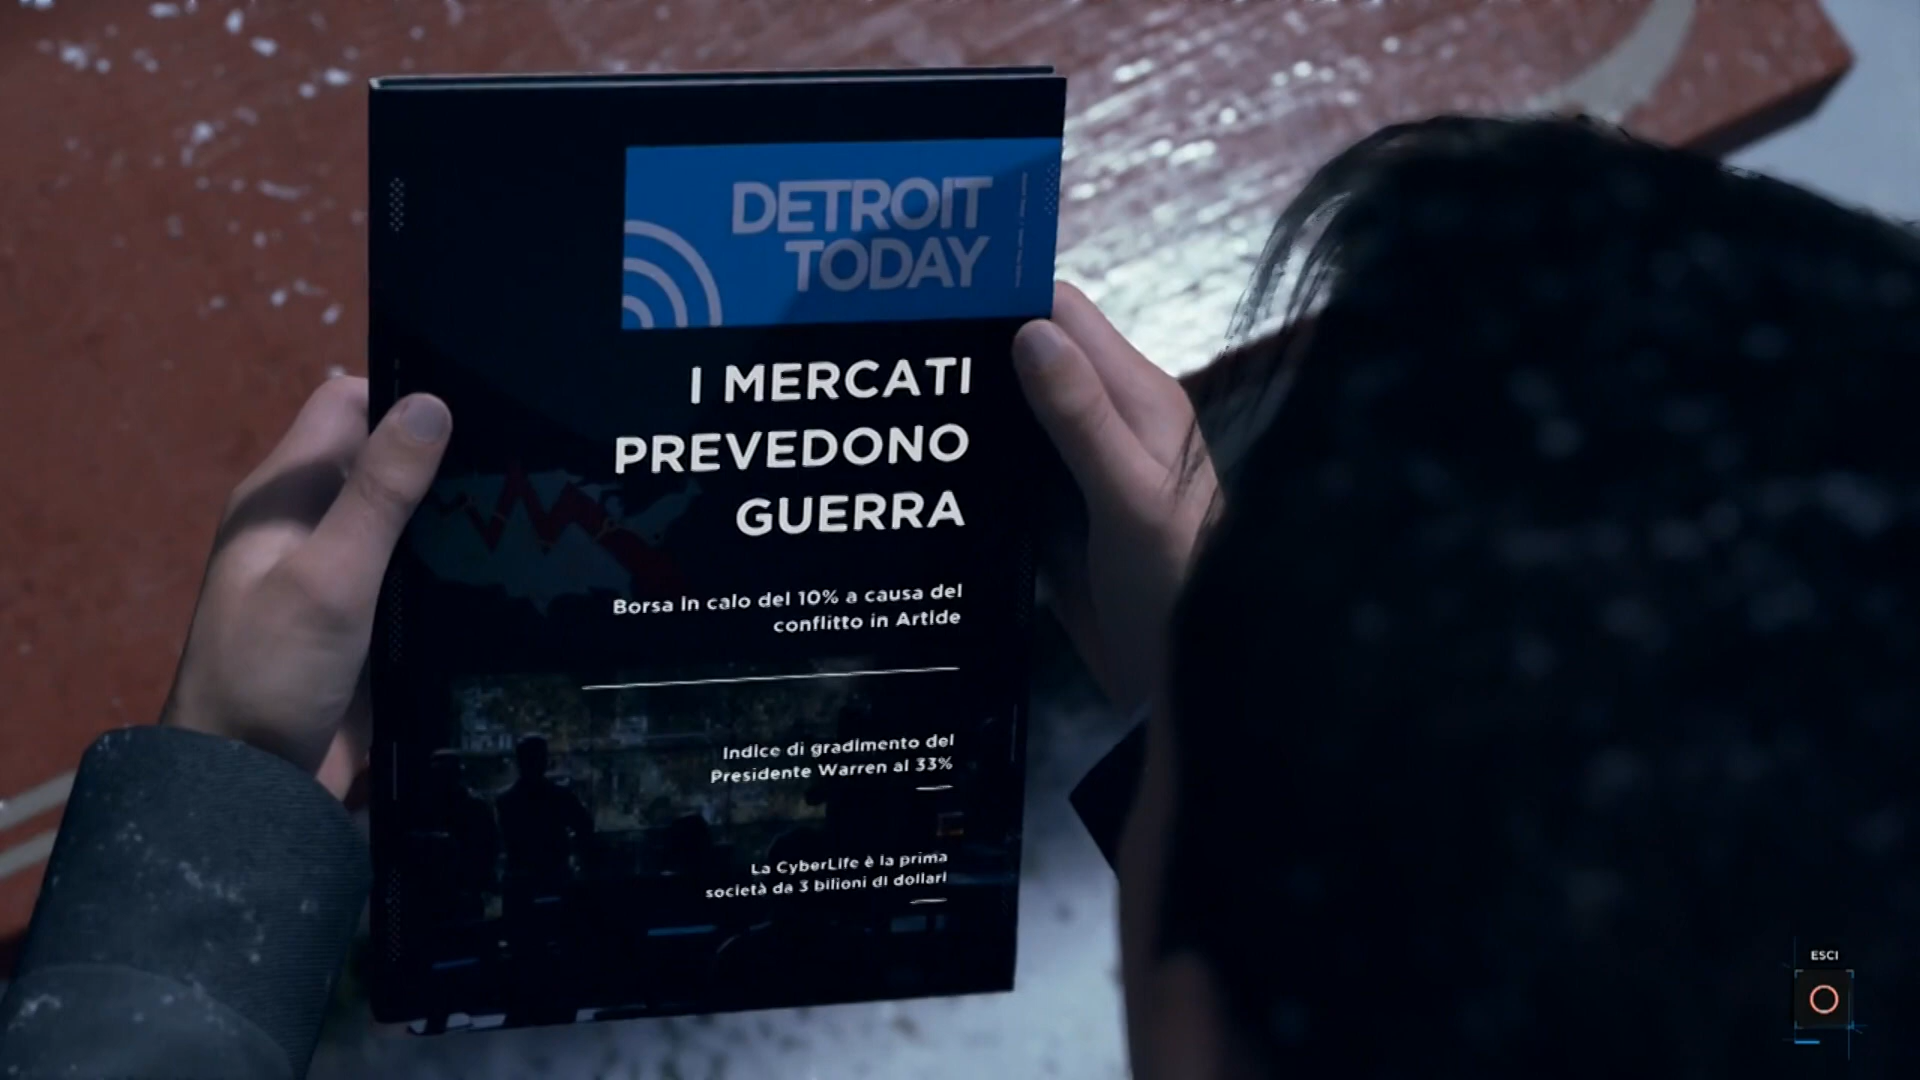 DETROIT
TODAY
I MERCATI
PREVEDONO
GUERRA
Borsa in calo del 10% a causa del
conflitto in Artide
Indice di gradimento del
Presidente Warren al 33%
La CyberLife è la prima
società da 3 bilioni di dollari
ESCI